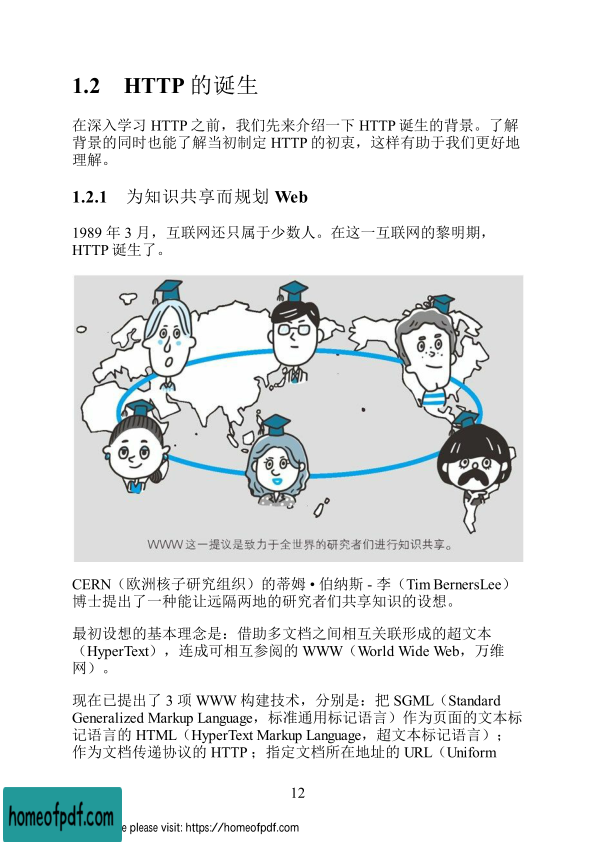 1.2 HTTP 的诞生
在深入学习 HTTP 之前，我们先来介绍一下 HTTP 诞生的背景。了解
背景的同时也能了解当初制定 HTTP 的初衷，这样有助于我们更好地
理解。
1.2.1 为知识共享而规划 Web
1989 年 3 月，互联网还只属于少数人。在这一互联网的黎明期，
HTTP 诞生了。
WWW 这一提议是致力于全世界的研究者们进行知识共享。
CERN（欧洲核子研究组织）的蒂姆 • 伯纳斯 - 李（Tim BernersLee）
博士提出了一种能让远隔两地的研究者们共享知识的设想。
最初设想的基本理念是：借助多文档之间相互关联形成的超文本
（HyperText），连成可相互参阅的 WWW（World Wide Web，万维
网）。
现在已提出了 3 项 WWW 构建技术，分别是：把 SGML（Standard
Generalized Markup Language，标准通用标记语言）作为页面的文本标
记语言的 HTML（HyperText Markup Language，超文本标记语言）；
作为文档传递协议的 HTTP ；指定文档所在地址的 URL（Uniform
12
homeofpdf.com
please visit: https://homeofpdf.com